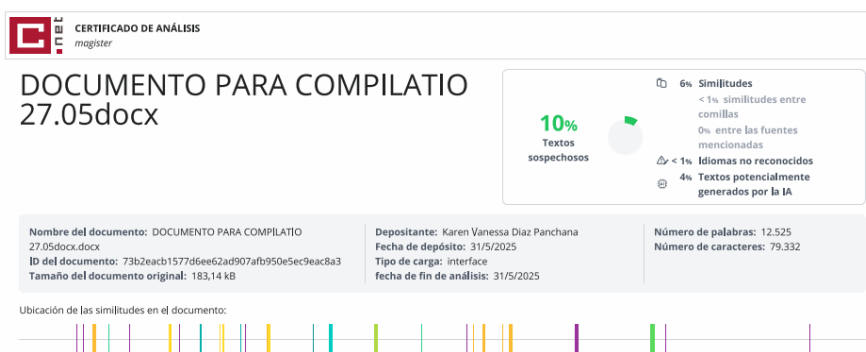 .net
CERTIFICADO DE ANÁLISIS
magister
DOCUMENTO PARA COMPILATIO
27.05docx
10%
Textos
sospechosos
6% Similitudes
< 1% similitudes entre
comillas
0% entre las fuentes
mencionadas
< 1% Idiomas no reconocidos
4% Textos potencialmente
generados por la IA
Nombre del documento: DOCUMENTO PARA COMPILATIO
27.05docx.docx
ID del documento: 73b2eacb1577d6ee62ad907afb950e5ec9eac8a3
Tamaño del documento original: 183,14 kB
Depositante: Karen Vanessa Diaz Panchana
Fecha de depósito: 31/5/2025
Tipo de carga: interface
fecha de fin de análisis: 31/5/2025
Número de palabras: 12.525
Número de caracteres: 79.332
Ubicación de las similitudes en el documento: